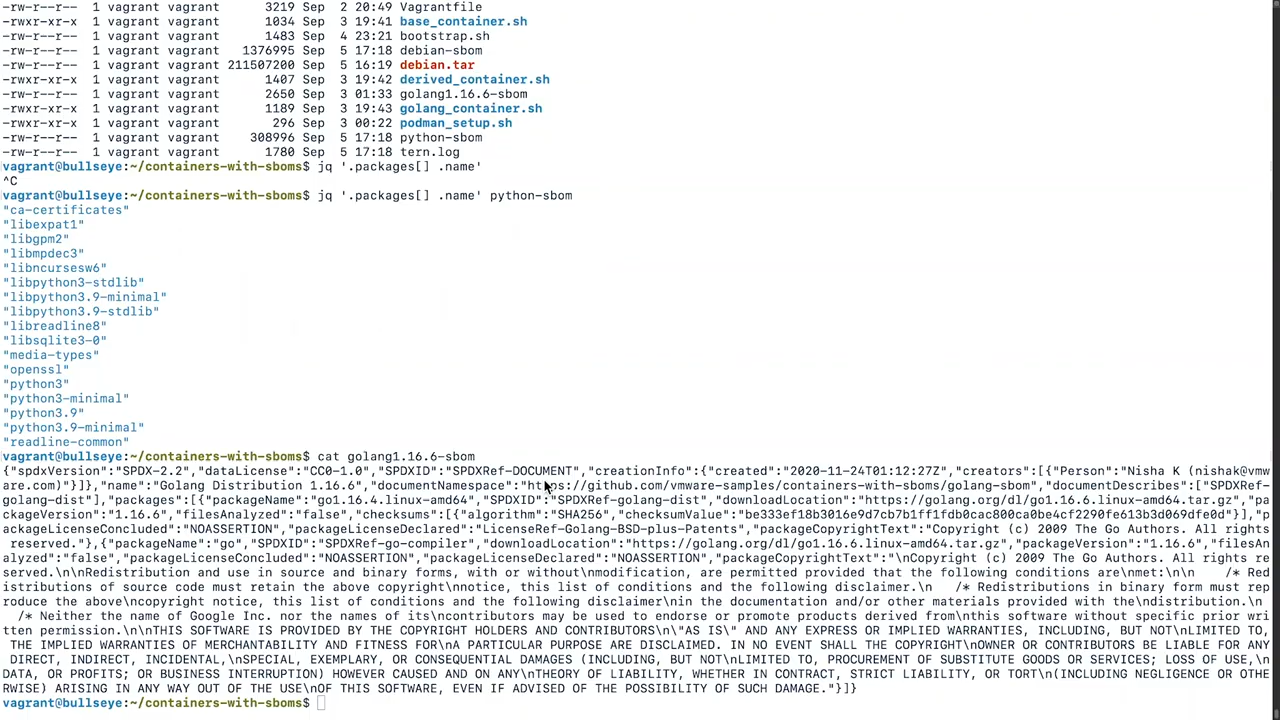 -rw-r--r--  1 vagrant vagrant      3219 Sep  2 20:49 Vagrantfile
-rwxr-xr-x  1 vagrant vagrant      1034 Sep  3 19:41 base_container.sh
-rw-r--r--  1 vagrant vagrant      1483 Sep  4 23:21 bootstrap.sh
-rw-r--r--  1 vagrant vagrant   1376995 Sep  5 17:18 debian-sbom
-rw-r--r--  1 vagrant vagrant 211507200 Sep  5 16:19 debian.tar
-rwxr-xr-x  1 vagrant vagrant      1407 Sep  3 19:42 derived_container.sh
-rw-r--r--  1 vagrant vagrant      2650 Sep  3 01:33 golang1.16.6-sbom
-rwxr-xr-x  1 vagrant vagrant      1189 Sep  3 19:43 golang_container.sh
-rwxr-xr-x  1 vagrant vagrant       296 Sep  3 00:22 podman_setup.sh
-rw-r--r--  1 vagrant vagrant    308996 Sep  5 17:18 python-sbom
-rw-r--r--  1 vagrant vagrant      1780 Sep  5 17:18 tern.log
vagrant@bullseye:~/containers-with-sboms$ jq '.packages[] .name'
^C
vagrant@bullseye:~/containers-with-sboms$ jq '.packages[] .name' python-sbom
"ca-certificates"
"libexpat1"
"libgpm2"
"libmpdec3"
"libncursesw6"
"libpython3-stdlib"
"libpython3.9-minimal"
"libpython3.9-stdlib"
"libreadline8"
"libsqlite3-0"
"media-types"
"openssl"
"python3"
"python3-minimal"
"python3.9"
"python3.9-minimal"
"readline-common"
vagrant@bullseye:~/containers-with-sboms$ cat golang1.16.6-sbom
{"spdxVersion":"SPDX-2.2","dataLicense":"CC0-1.0","SPDXID":"SPDXRef-DOCUMENT","creationInfo":{"created":"2020-11-24T01:12:27Z","creators":[{"Person":"Nisha K (nishak@vmw
are.com)"}]},"name":"Golang Distribution 1.16.6","documentNamespace":"https://github.com/vmware-samples/containers-with-sboms/golang-sbom","documentDescribes":["SPDXRef-
golang-dist"],"packages":[{"packageName":"go1.16.4.linux-amd64","SPDXID":"SPDXRef-golang-dist","downloadLocation":"https://golang.org/dl/go1.16.6.linux-amd64.tar.gz","pa
ckageVersion":"1.16.6","filesAnalyzed":"false","checksums":[{"algorithm":"SHA256","checksumValue":"be333ef18b3016e9d7cb7b1ff1fdb0cac800ca0be4cf2290fe613b3d069dfe0d"}],"p
ackageLicenseConcluded":"NOASSERTION","packageLicenseDeclared":"LicenseRef-Golang-BSD-plus-Patents","packageCopyrightText":"Copyright (c) 2009 The Go Authors. All rights
 reserved."},{"packageName":"go","SPDXID":"SPDXRef-go-compiler","downloadLocation":"https://golang.org/dl/go1.16.6.linux-amd64.tar.gz","packageVersion":"1.16.6","filesAn
alyzed":"false","packageLicenseConcluded":"NOASSERTION","packageLicenseDeclared":"NOASSERTION","packageCopyrightText":"\nCopyright (c) 2009 The Go Authors. All rights re
served.\n\nRedistribution and use in source and binary forms, with or without\nmodification, are permitted provided that the following conditions are\nmet:\n\n    /* Red
istributions of source code must retain the above copyright\nnotice, this list of conditions and the following disclaimer.\n   /* Redistributions in binary form must rep
roduce the above\ncopyright notice, this list of conditions and the following disclaimer\nin the documentation and/or other materials provided with the\ndistribution.\n
  /* Neither the name of Google Inc. nor the names of its\ncontributors may be used to endorse or promote products derived from\nthis software without specific prior wri
tten permission.\n\nTHIS SOFTWARE IS PROVIDED BY THE COPYRIGHT HOLDERS AND CONTRIBUTORS\n\"AS IS\" AND ANY EXPRESS OR IMPLIED WARRANTIES, INCLUDING, BUT NOT\nLIMITED TO,
 THE IMPLIED WARRANTIES OF MERCHANTABILITY AND FITNESS FOR\nA PARTICULAR PURPOSE ARE DISCLAIMED. IN NO EVENT SHALL THE COPYRIGHT\nOWNER OR CONTRIBUTORS BE LIABLE FOR ANY
 DIRECT, INDIRECT, INCIDENTAL,\nSPECIAL, EXEMPLARY, OR CONSEQUENTIAL DAMAGES (INCLUDING, BUT NOT\nLIMITED TO, PROCUREMENT OF SUBSTITUTE GOODS OR SERVICES; LOSS OF USE,\n
DATA, OR PROFITS; OR BUSINESS INTERRUPTION) HOWEVER CAUSED AND ON ANY\nTHEORY OF LIABILITY, WHETHER IN CONTRACT, STRICT LIABILITY, OR TORT\n(INCLUDING NEGLIGENCE OR OTHE
RWISE) ARISING IN ANY WAY OUT OF THE USE\nOF THIS SOFTWARE, EVEN IF ADVISED OF THE POSSIBILITY OF SUCH DAMAGE."}]}
vagrant@bullseye:~/containers-with-sboms$